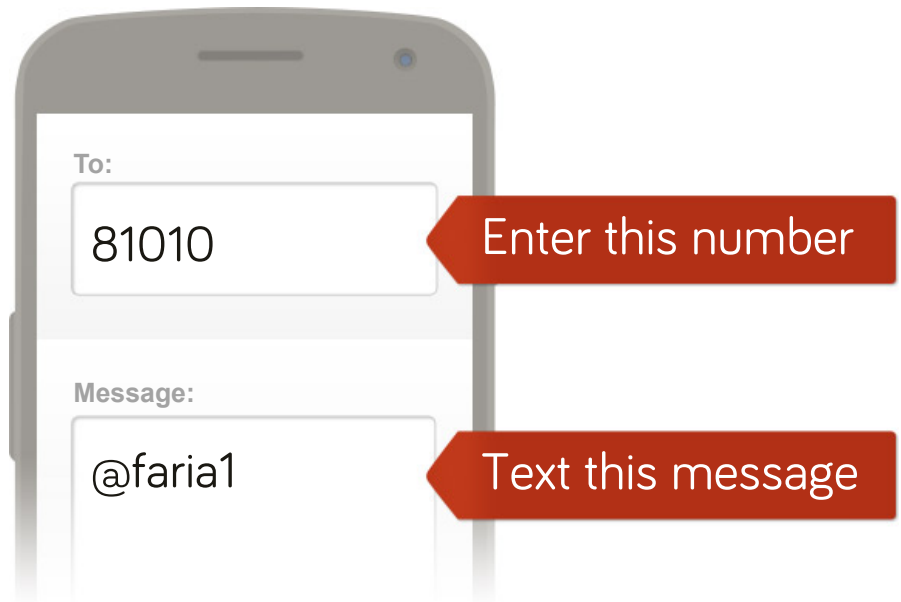 To:
81010
Enter this number
Message:
@faria1
Text this message